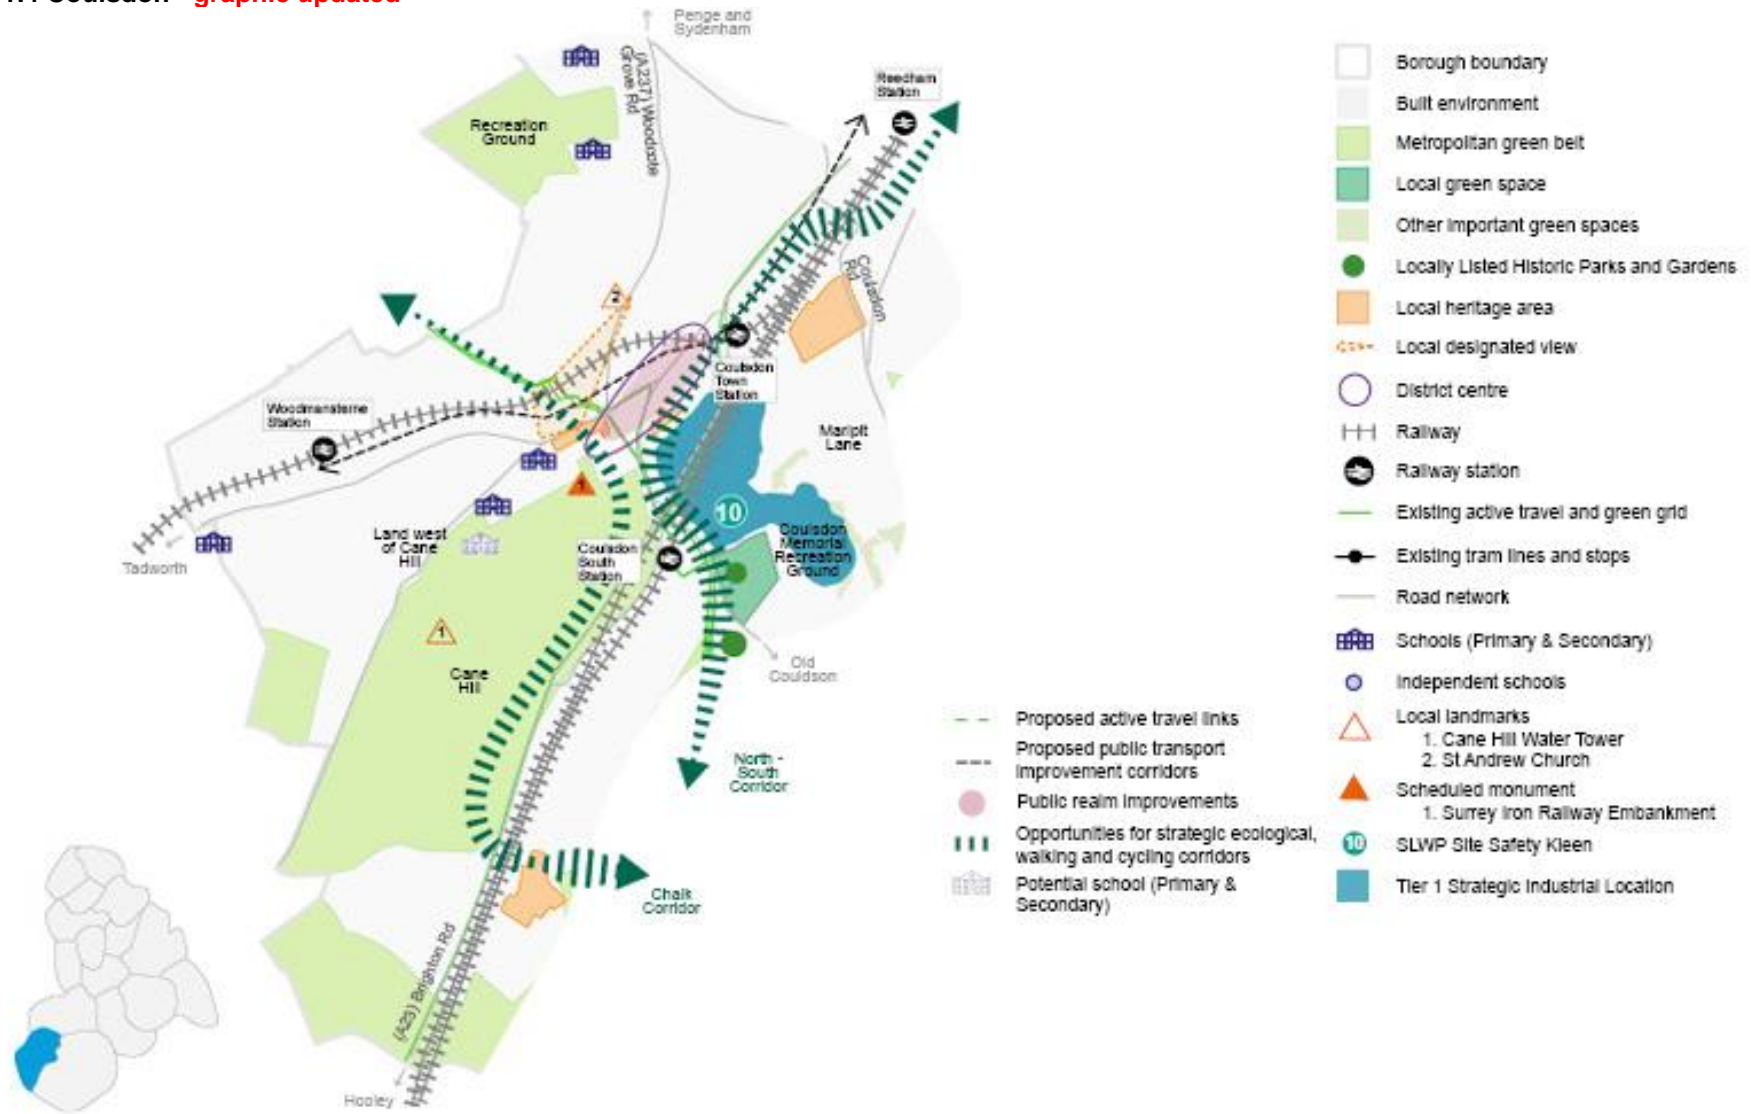 Coulsdon - graphic updated
Penge and
Sydenham
(A237) Woodcote
Grove Rd
Reedham
Station
Recreation
Ground
Coulsdon
Rd
2
Coulsdon
Town
Station
Woodmansterne
Station
Marlpit
Lane
1
10
Land west
of Cane
Hill
Coulsdon
South
Station
Coulsdon
Memorial
Recreation
Ground
Tadworth
1
Cane
Hill
Old
Couldson
North -
South
Corridor
Chalk
Corridor
(A23) Brighton Rd
Hooley
Proposed active travel links
Proposed public transport
improvement corridors
Public realm improvements
Opportunities for strategic ecological,
walking and cycling corridors
Potential school (Primary &
Secondary)
Borough boundary
Built environment
Metropolitan green belt
Local green space
Other important green spaces
Locally Listed Historic Parks and Gardens
Local heritage area
Local designated view
District centre
Railway
Railway station
Existing active travel and green grid
Existing tram lines and stops
Road network
Schools (Primary & Secondary)
Independent schools
Local landmarks
1. Cane Hill Water Tower
2. St Andrew Church
Scheduled monument
1. Surrey Iron Railway Embankment
10 SLWP Site Safety Kleen
Tier 1 Strategic Industrial Location